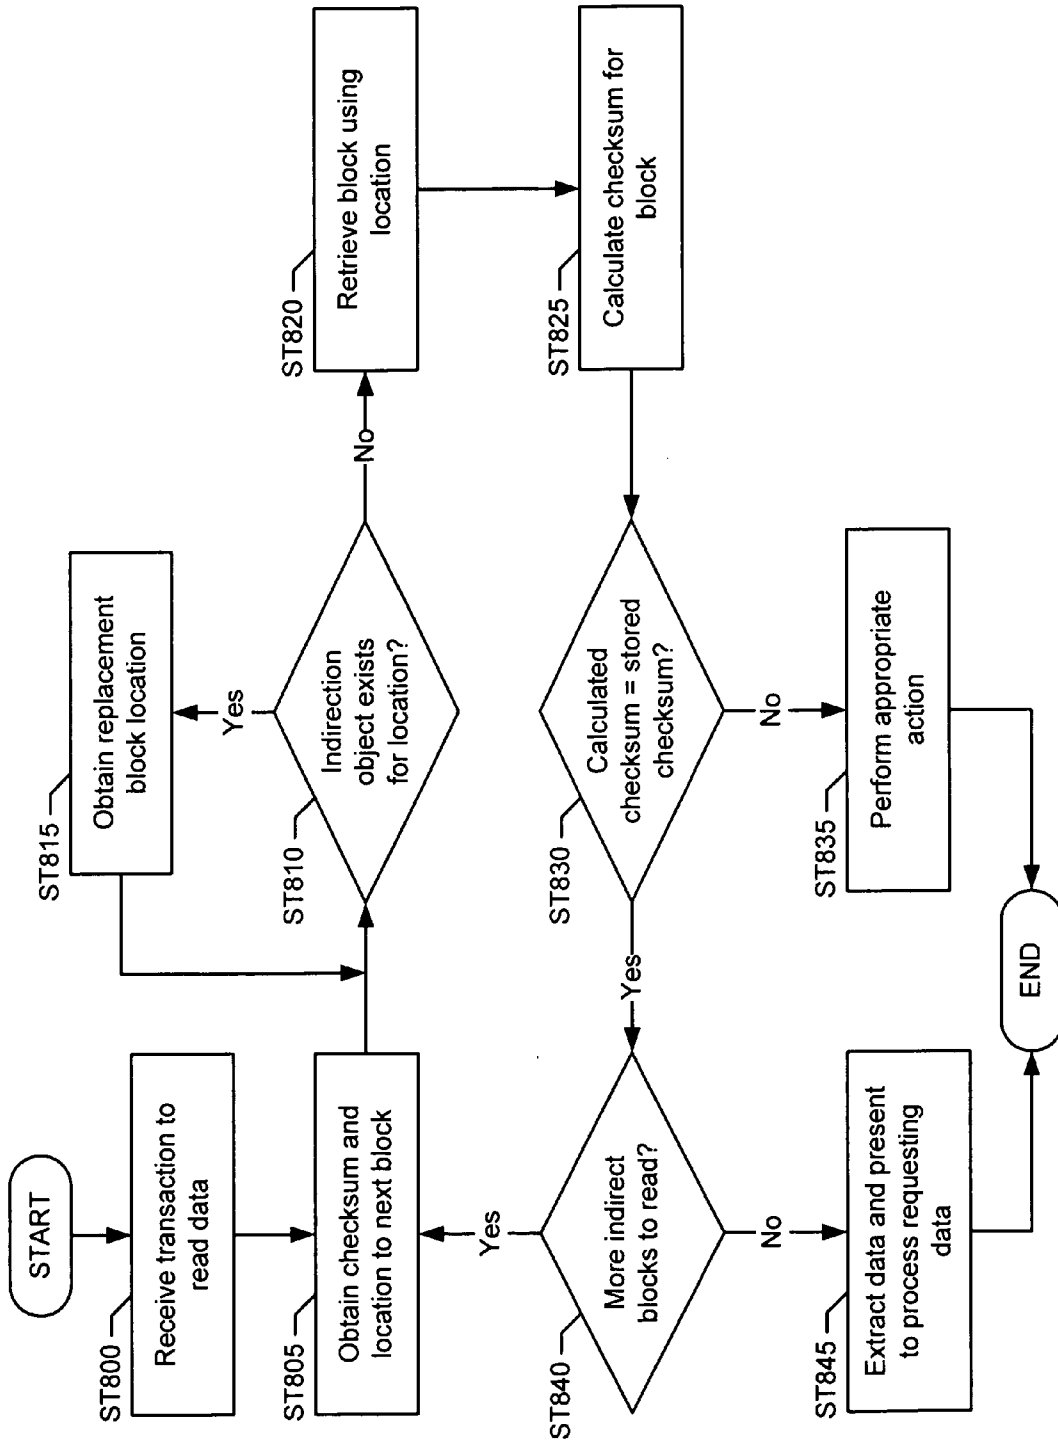 START
ST800
Receive transaction to
read data
ST805
Obtain checksum and
location to next block
ST810
Indirection
object exists
for location?
Yes
ST815
Obtain replacement
block location
No
ST820
Retrieve block using
location
ST825
Calculate checksum for
block
ST830
Calculated
checksum = stored
checksum?
No
ST835
Perform appropriate
action
Yes
ST840
More indirect
blocks to read?
Yes
No
ST845
Extract data and present
to process requesting
data
END